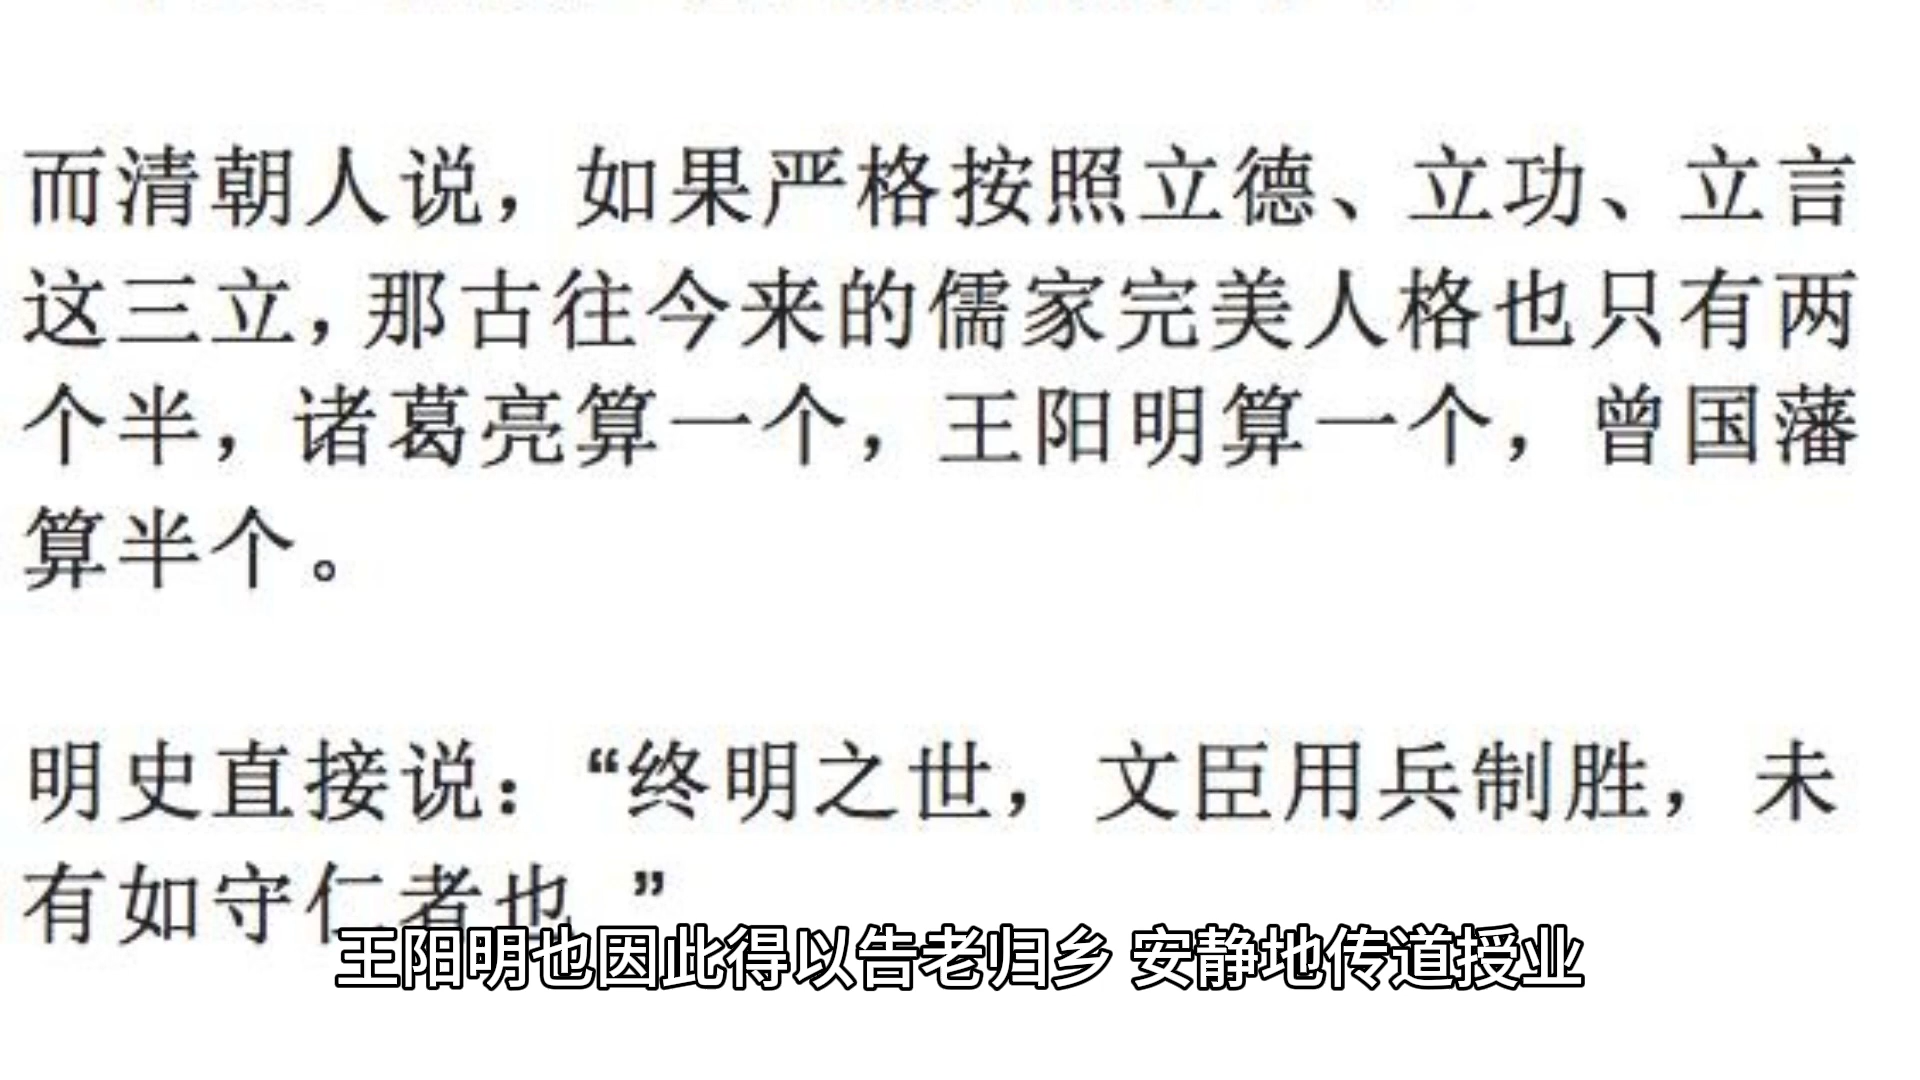 而清朝人说，如果严格按照立德、立功、立言
这三立，那古往今来的儒家完美人格也只有两
个半，诸葛亮算一个，王阳明算一个，曾国藩
算半个。
明史直接说：“终明之世，文臣用兵制胜，未
有如守仁者也 ”
王阳明也因此得以告老归乡 安静地传道授业